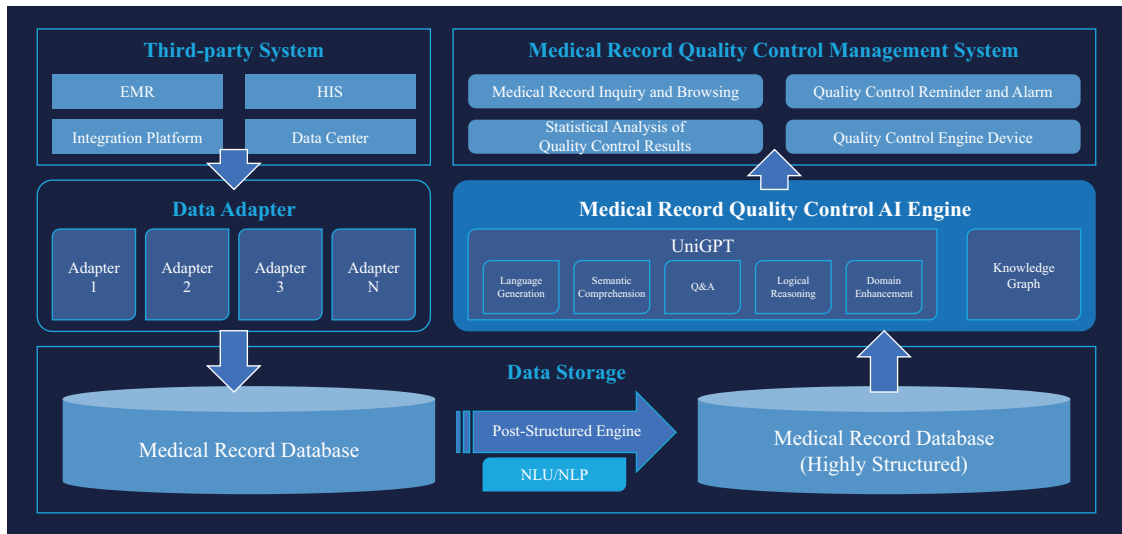 Third-party System
EMR
HIS
Integration Platform
Data Center
Medical Record Quality Control Management System
Medical Record Inquiry and Browsing
Quality Control Reminder and Alarm
Statistical Analysis of
Quality Control Results
Quality Control Engine Device
Data Adapter
Adapter
1
Adapter
2
Adapter
3
Adapter
N
Medical Record Quality Control AI Engine
UniGPT
Language
Generation
Semantic
Comprehension
Q&A
Logical
Reasoning
Domain
Enhancement
Knowledge
Graph
Data Storage
Medical Record Database
Post-Structured Engine
NLU/NLP
Medical Record Database
(Highly Structured)